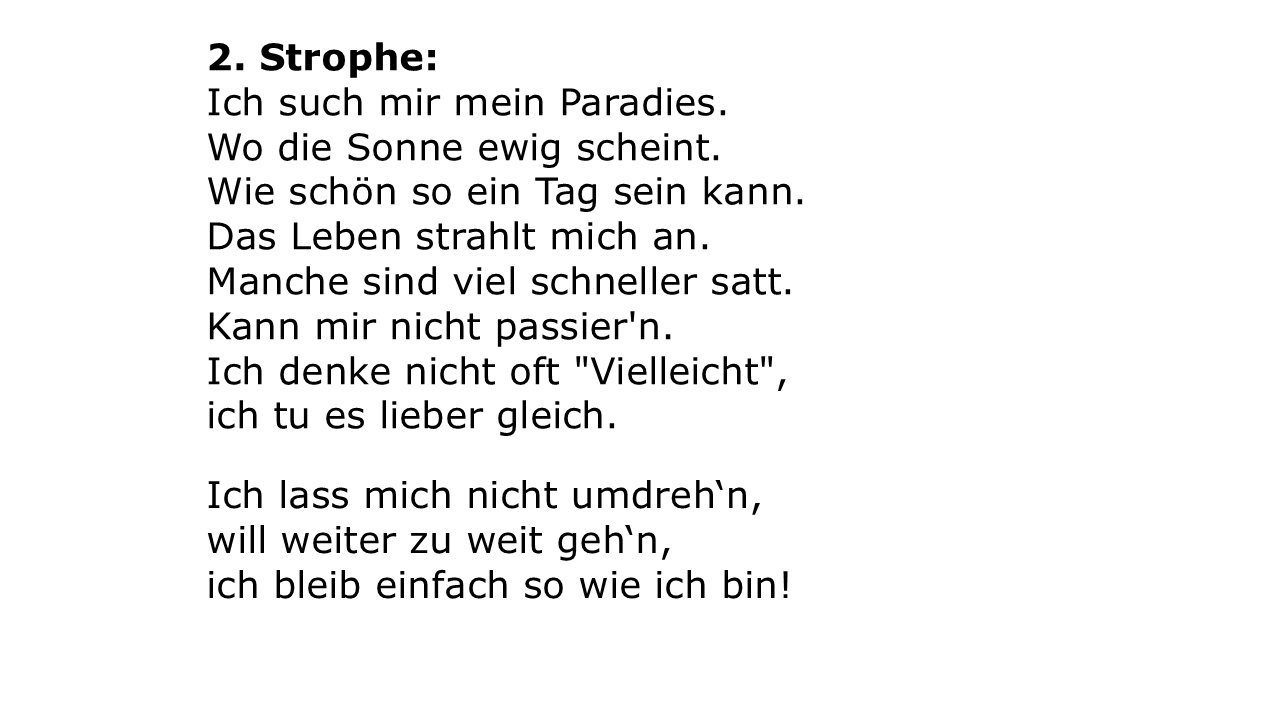 2. Strophe:
Ich such mir mein Paradies.
Wo die Sonne ewig scheint.
Wie schön so ein Tag sein kann.
Das Leben strahlt mich an.
Manche sind viel schneller satt.
Kann mir nicht passier'n.
Ich denke nicht oft "Vielleicht",
ich tu es lieber gleich.

Ich lass mich nicht umdreh‛n,
will weiter zu weit geh‛n,
ich bleib einfach so wie ich bin!